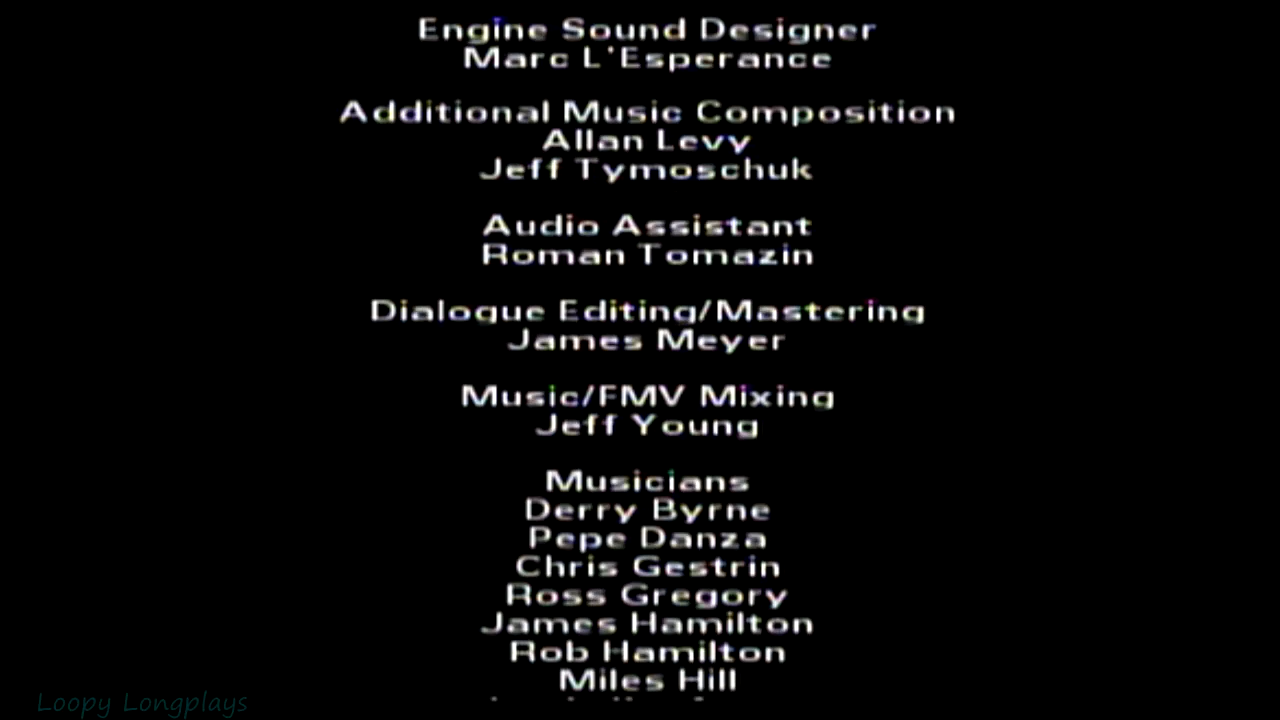 Engine Sound Designer
Marc L'Esperance
Additional Music Composition
Allan Levy
Jeff Tymoschuk
Audio Assistant
Roman Tomazin
Dialogue Editing/Mastering
James Meyer
Music/FMV Mixing
Jeff Young
Musicians
Derry Byrne
Pepe Danza
Chris Gestrin
Ross Gregory
James Hamilton
Rob Hamilton
Miles Hill
Loopy Longplays